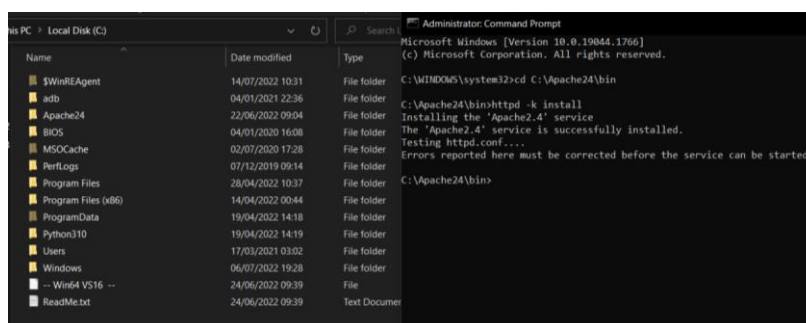 his PC > Local Disk (C:)
Search
Name Date modified Type
$WinREAgent 14/07/2022 10:31 File folder
adb 04/01/2021 22:36 File folder
Apache24 22/06/2022 09:04 File folder
BIOS 04/01/2020 16:08 File folder
MSOCache 02/07/2020 17:28 File folder
PerfLogs 07/12/2019 09:14 File folder
Program Files 28/04/2022 10:37 File folder
Program Files (x86) 14/04/2022 00:44 File folder
ProgramData 19/04/2022 14:18 File folder
Python310 19/04/2022 14:19 File folder
Users 17/03/2021 03:02 File folder
Windows 06/07/2022 19:28 File folder
-- Win64 VS16 -- 24/06/2022 09:39 File
ReadMe.txt 24/06/2022 09:39 Text Documen
Administrator: Command Prompt
Microsoft Windows [Version 10.0.19044.1766]
(c) Microsoft Corporation. All rights reserved.
C:\WINDOWS\system32>cd C:\Apache24\bin
C:\Apache24\bin>httpd -k install
Installing the 'Apache2.4' service
The 'Apache2.4' service is successfully installed.
Testing httpd.conf....
Errors reported here must be corrected before the service can be started
C:\Apache24\bin>